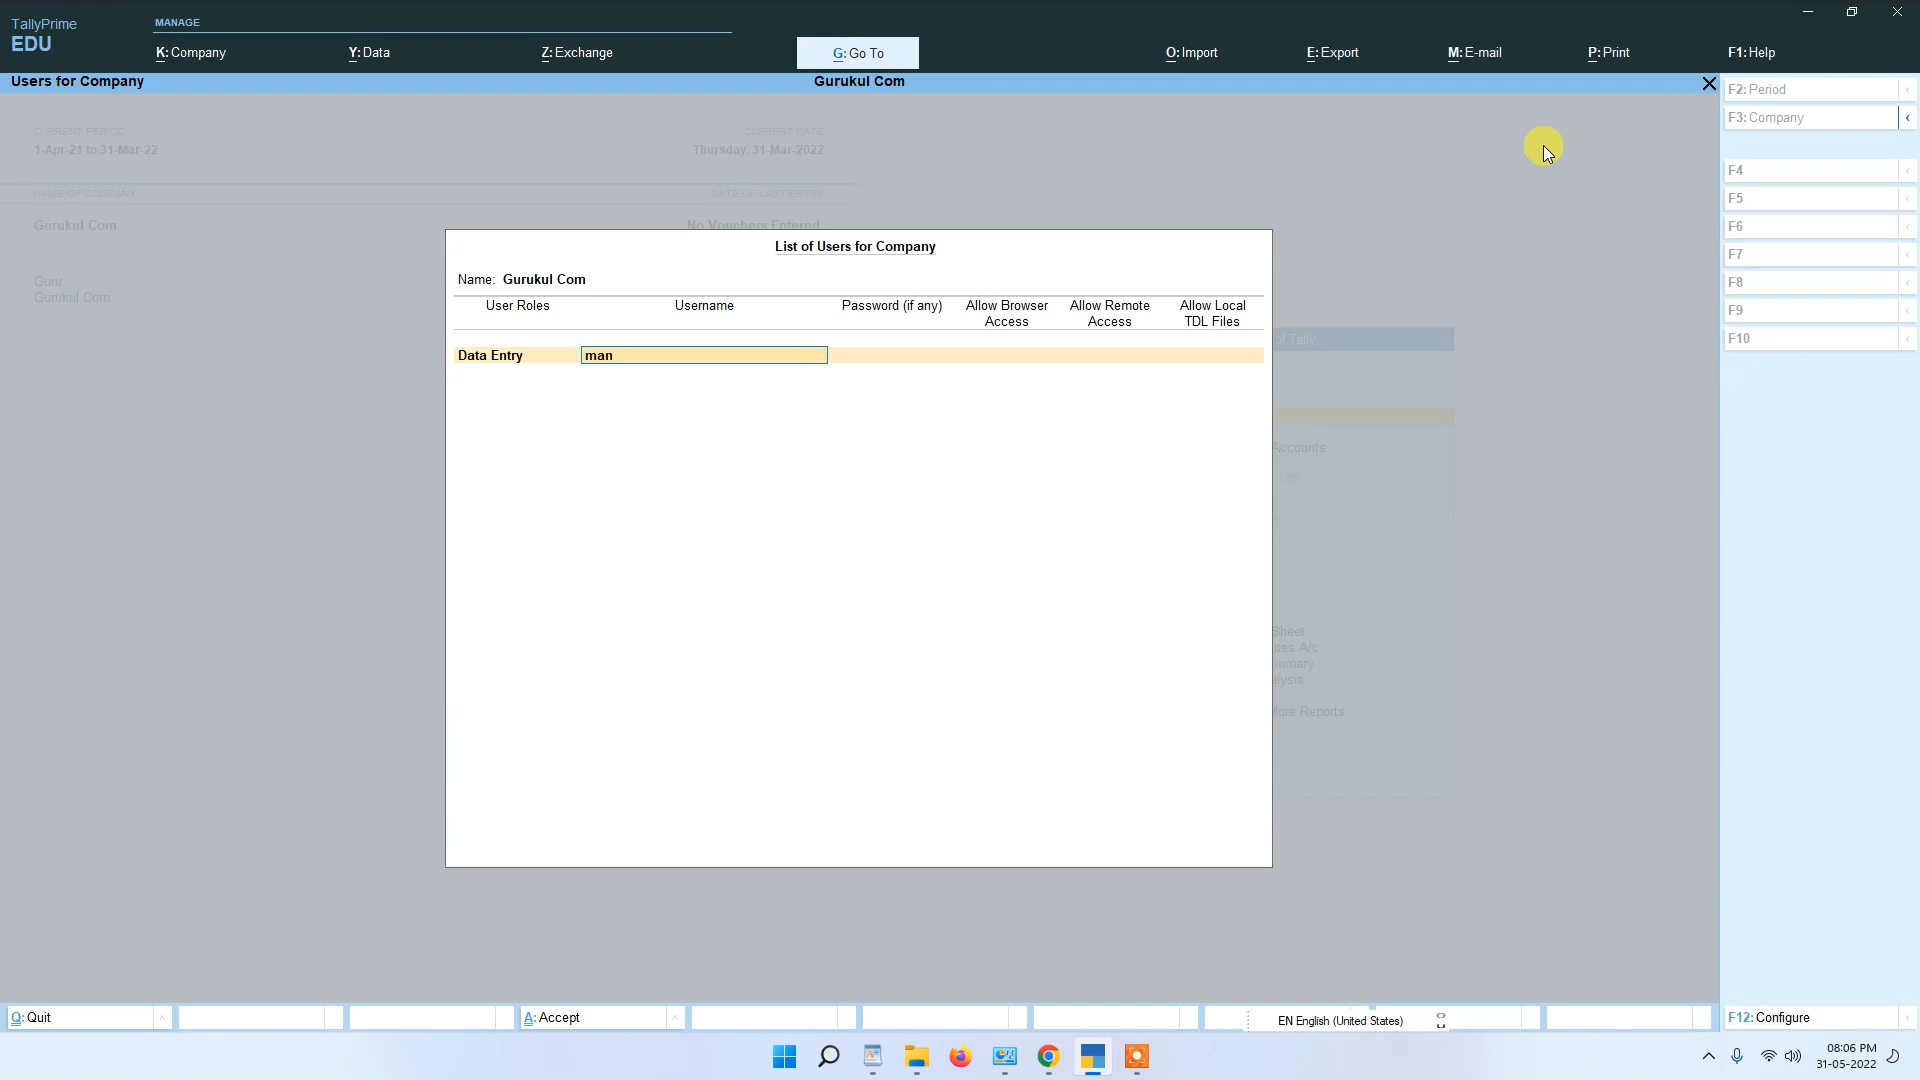 TallyPrime
EDU
MANAGE
K: Company
Y: Data
Z: Exchange
G: Go To
O: Import
E: Export
M: E-mail
P: Print
F1: Help
Users for Company
Gurukul Com
CURRENT PERIOD
1-Apr-21 to 31-Mar-22
CURRENT DATE
Thursday, 31-Mar-2022
NAME OF COMPANY
DATE OF LAST ENTRY
Gurukul Com
No Vouchers Entered
Guru
Gurukul Com
List of Users for Company
Name: Gurukul Com
User Roles
Username
Password (if any)
Allow Browser Access
Allow Remote Access
Allow Local TDL Files
Data Entry
man
of Tally
Accounts
Sheet
oss A/c
mmary
alysis
More Reports
F2: Period
F3: Company
F4
F5
F6
F7
F8
F9
F10
Q: Quit
A: Accept
EN English (United States)
F12: Configure
08:06 PM
31-05-2022